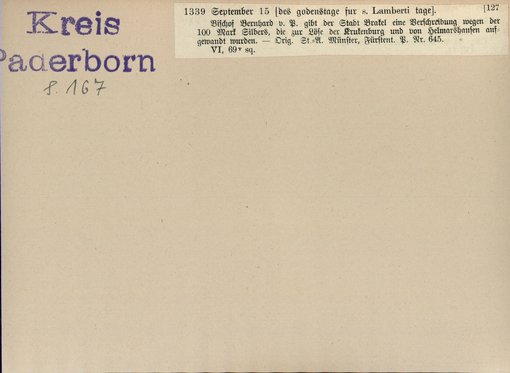 Kreis
Paderborn
S. 167
1339 September 15 [des godenstage fur s. Lamberti tage]. [127
Bischof Bernhard v. P. gibt der Stadt Brakel eine Verschreibung wegen der
100 Mark Silbers, die zur Löse der Krukenburg und von Helmarshausen auf-
gewandt wurden. — Orig. St.-A. Münster, Fürstent. P. Nr. 645.
VI, 69v sq.